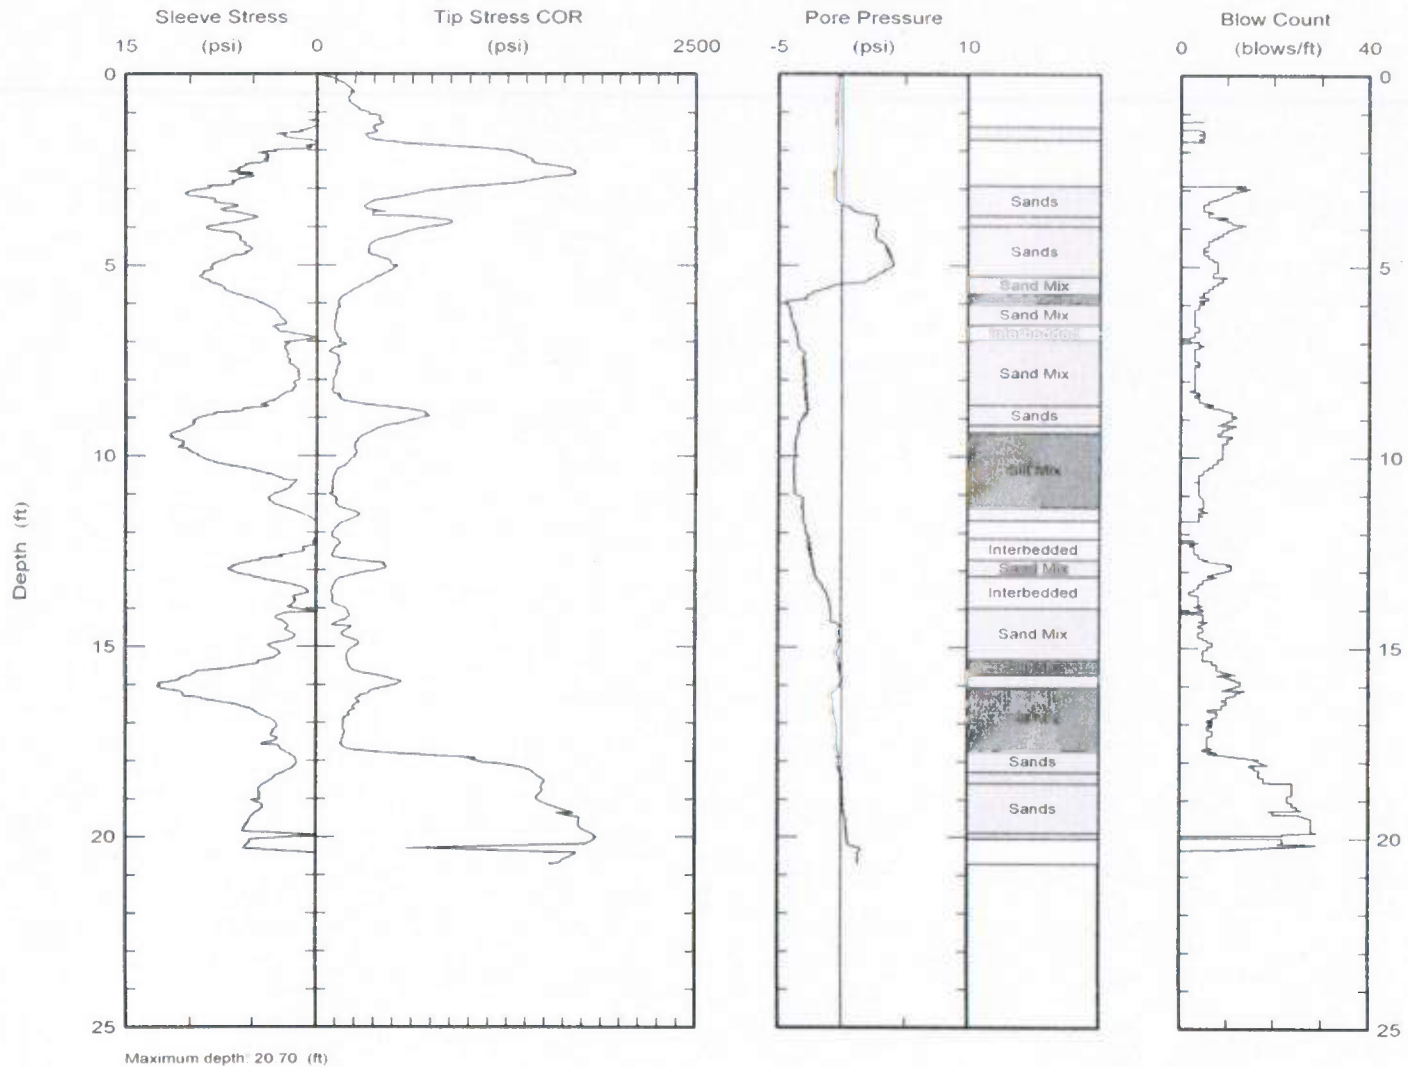 Sleeve Stress Tip Stress COR Pore Pressure Blow Count
15 (psi) 0 (psi) 2500 -5 (psi) 10 0 (blows/ft) 40
0 0
Sands
Sands
5 5
Sand Mix
Sand Mix
Interbedded
Sand Mix
Sands
10 Silt Mix 10
Interbedded
Sand Mix
Interbedded
Depth (ft)
Sand Mix
15 15
Sands
Sands
20 20
25 25
Maximum depth: 20.70 (ft)